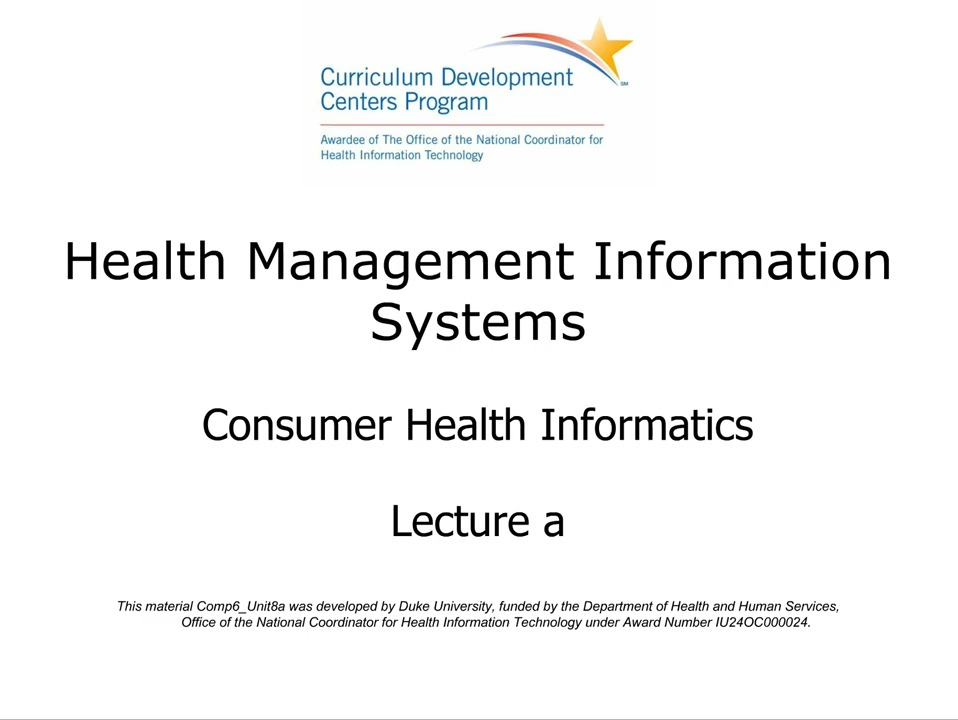 Curriculum Development
Centers Program
Awardee of The Office of the National Coordinator for
Health Information Technology
Health Management Information
Systems
Consumer Health Informatics
Lecture a
This material Comp6_Unit8a was developed by Duke University, funded by the Department of Health and Human Services,
Office of the National Coordinator for Health Information Technology under Award Number IU24OC000024.